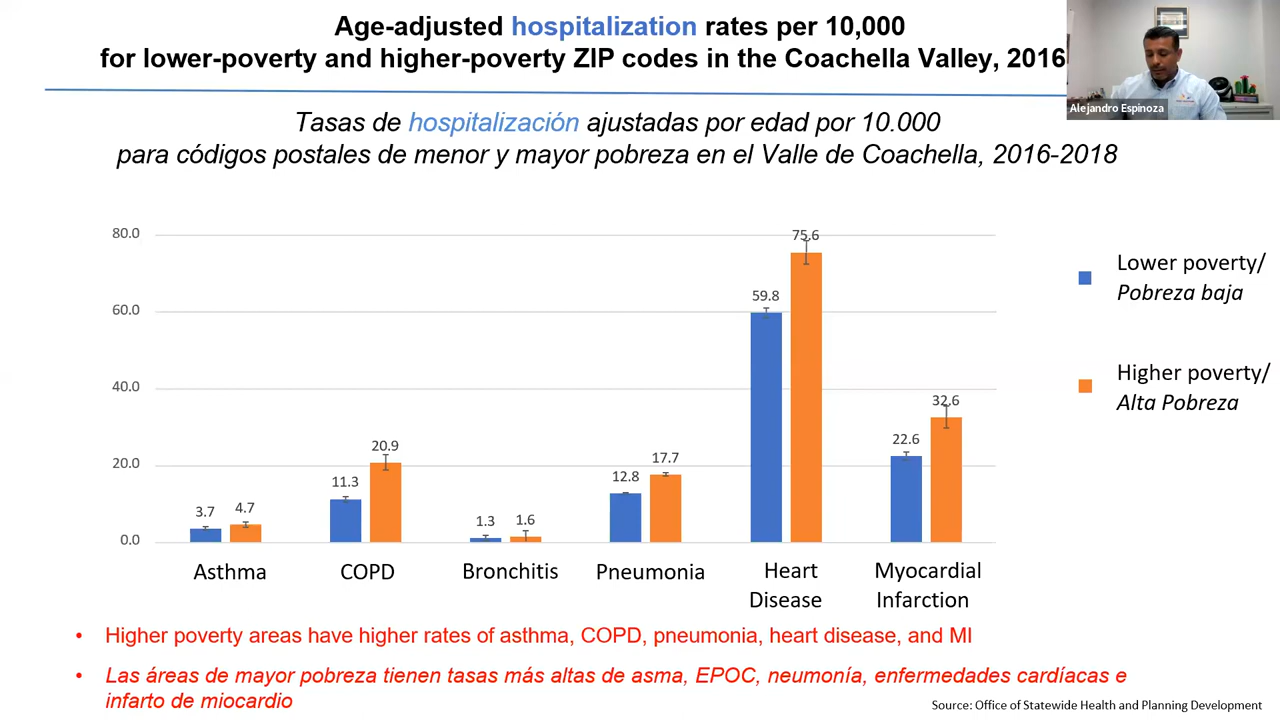 Age-adjusted hospitalization rates per 10,000
for lower-poverty and higher-poverty ZIP codes in the Coachella Valley, 2016
Alejandro Espinoza
Tasas de hospitalización ajustadas por edad por 10.000
para códigos postales de menor y mayor pobreza en el Valle de Coachella, 2016-2018
80.0
60.0
40.0
20.0
0.0
3.7
4.7
11.3
20.9
1.3
1.6
12.8
17.7
59.8
75.6
22.6
32.6
Asthma
COPD
Bronchitis
Pneumonia
Heart
Disease
Myocardial
Infarction
Lower poverty/
Pobreza baja
Higher poverty/
Alta Pobreza
• Higher poverty areas have higher rates of asthma, COPD, pneumonia, heart disease, and MI
• Las áreas de mayor pobreza tienen tasas más altas de asma, EPOC, neumonía, enfermedades cardíacas e
infarto de miocardio
Source: Office of Statewide Health and Planning Development